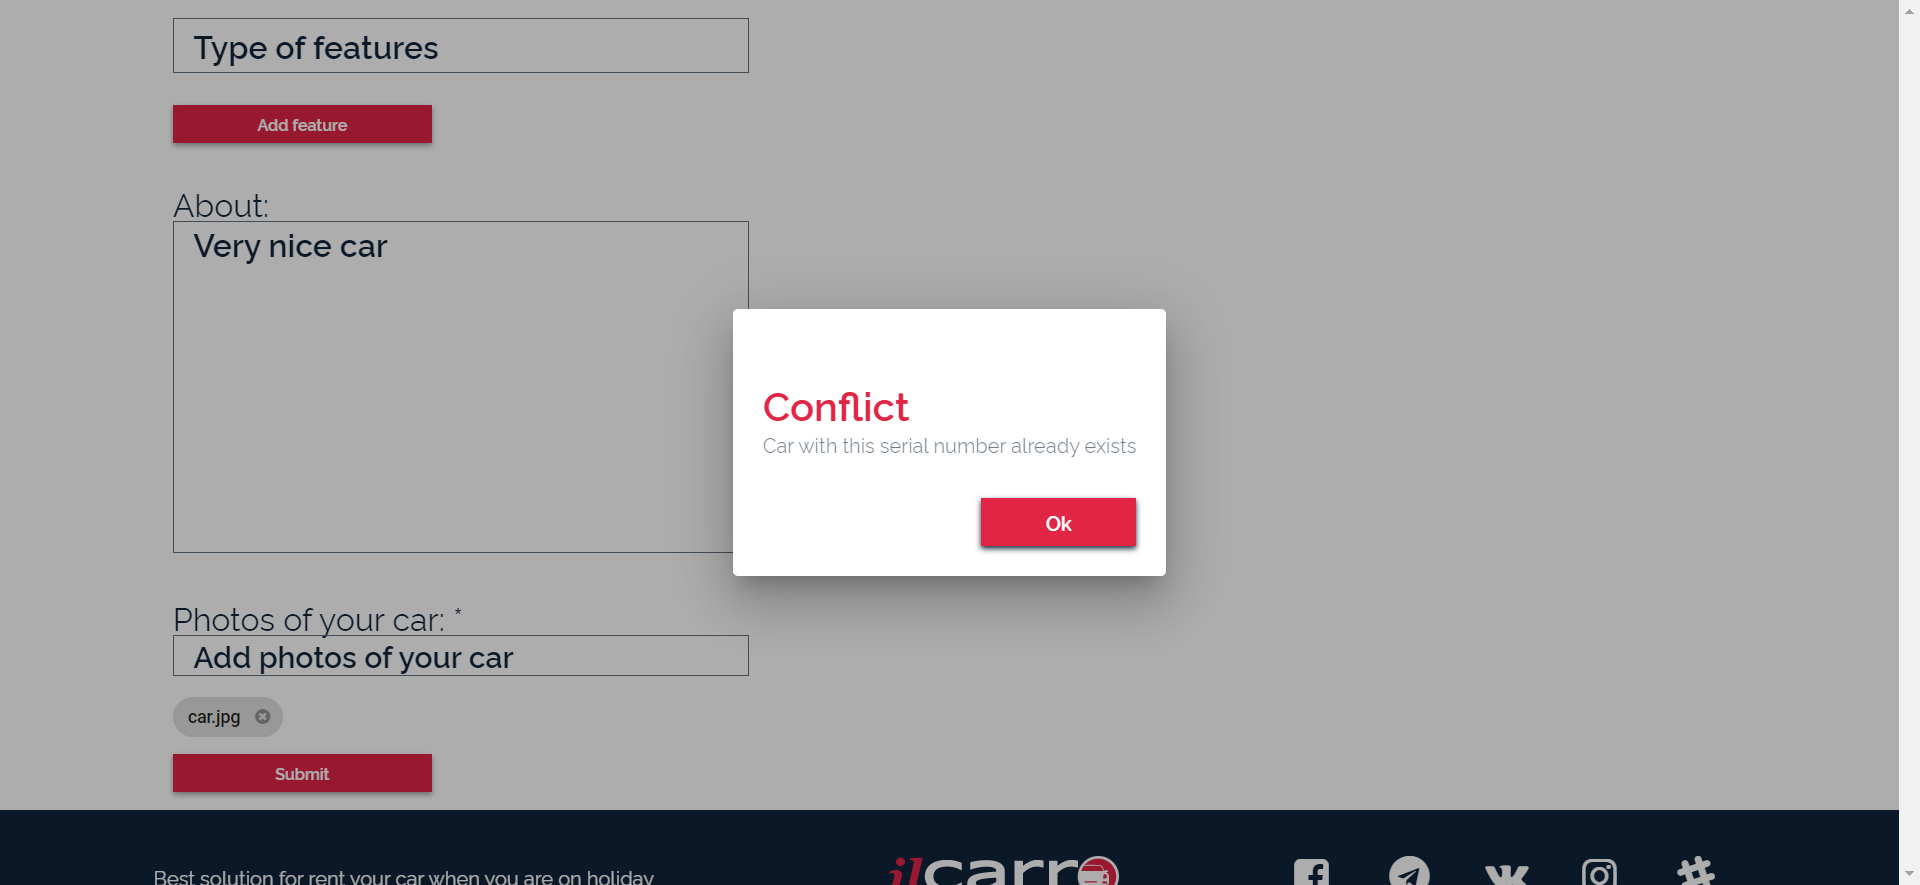 Type of features
Add feature
About:
Very nice car
Conflict
Car with this serial number already exists
Ok
Photos of your car: *
Add photos of your car
car.jpg
Submit
Best solution for rent your car when you are on holiday
ilcarro